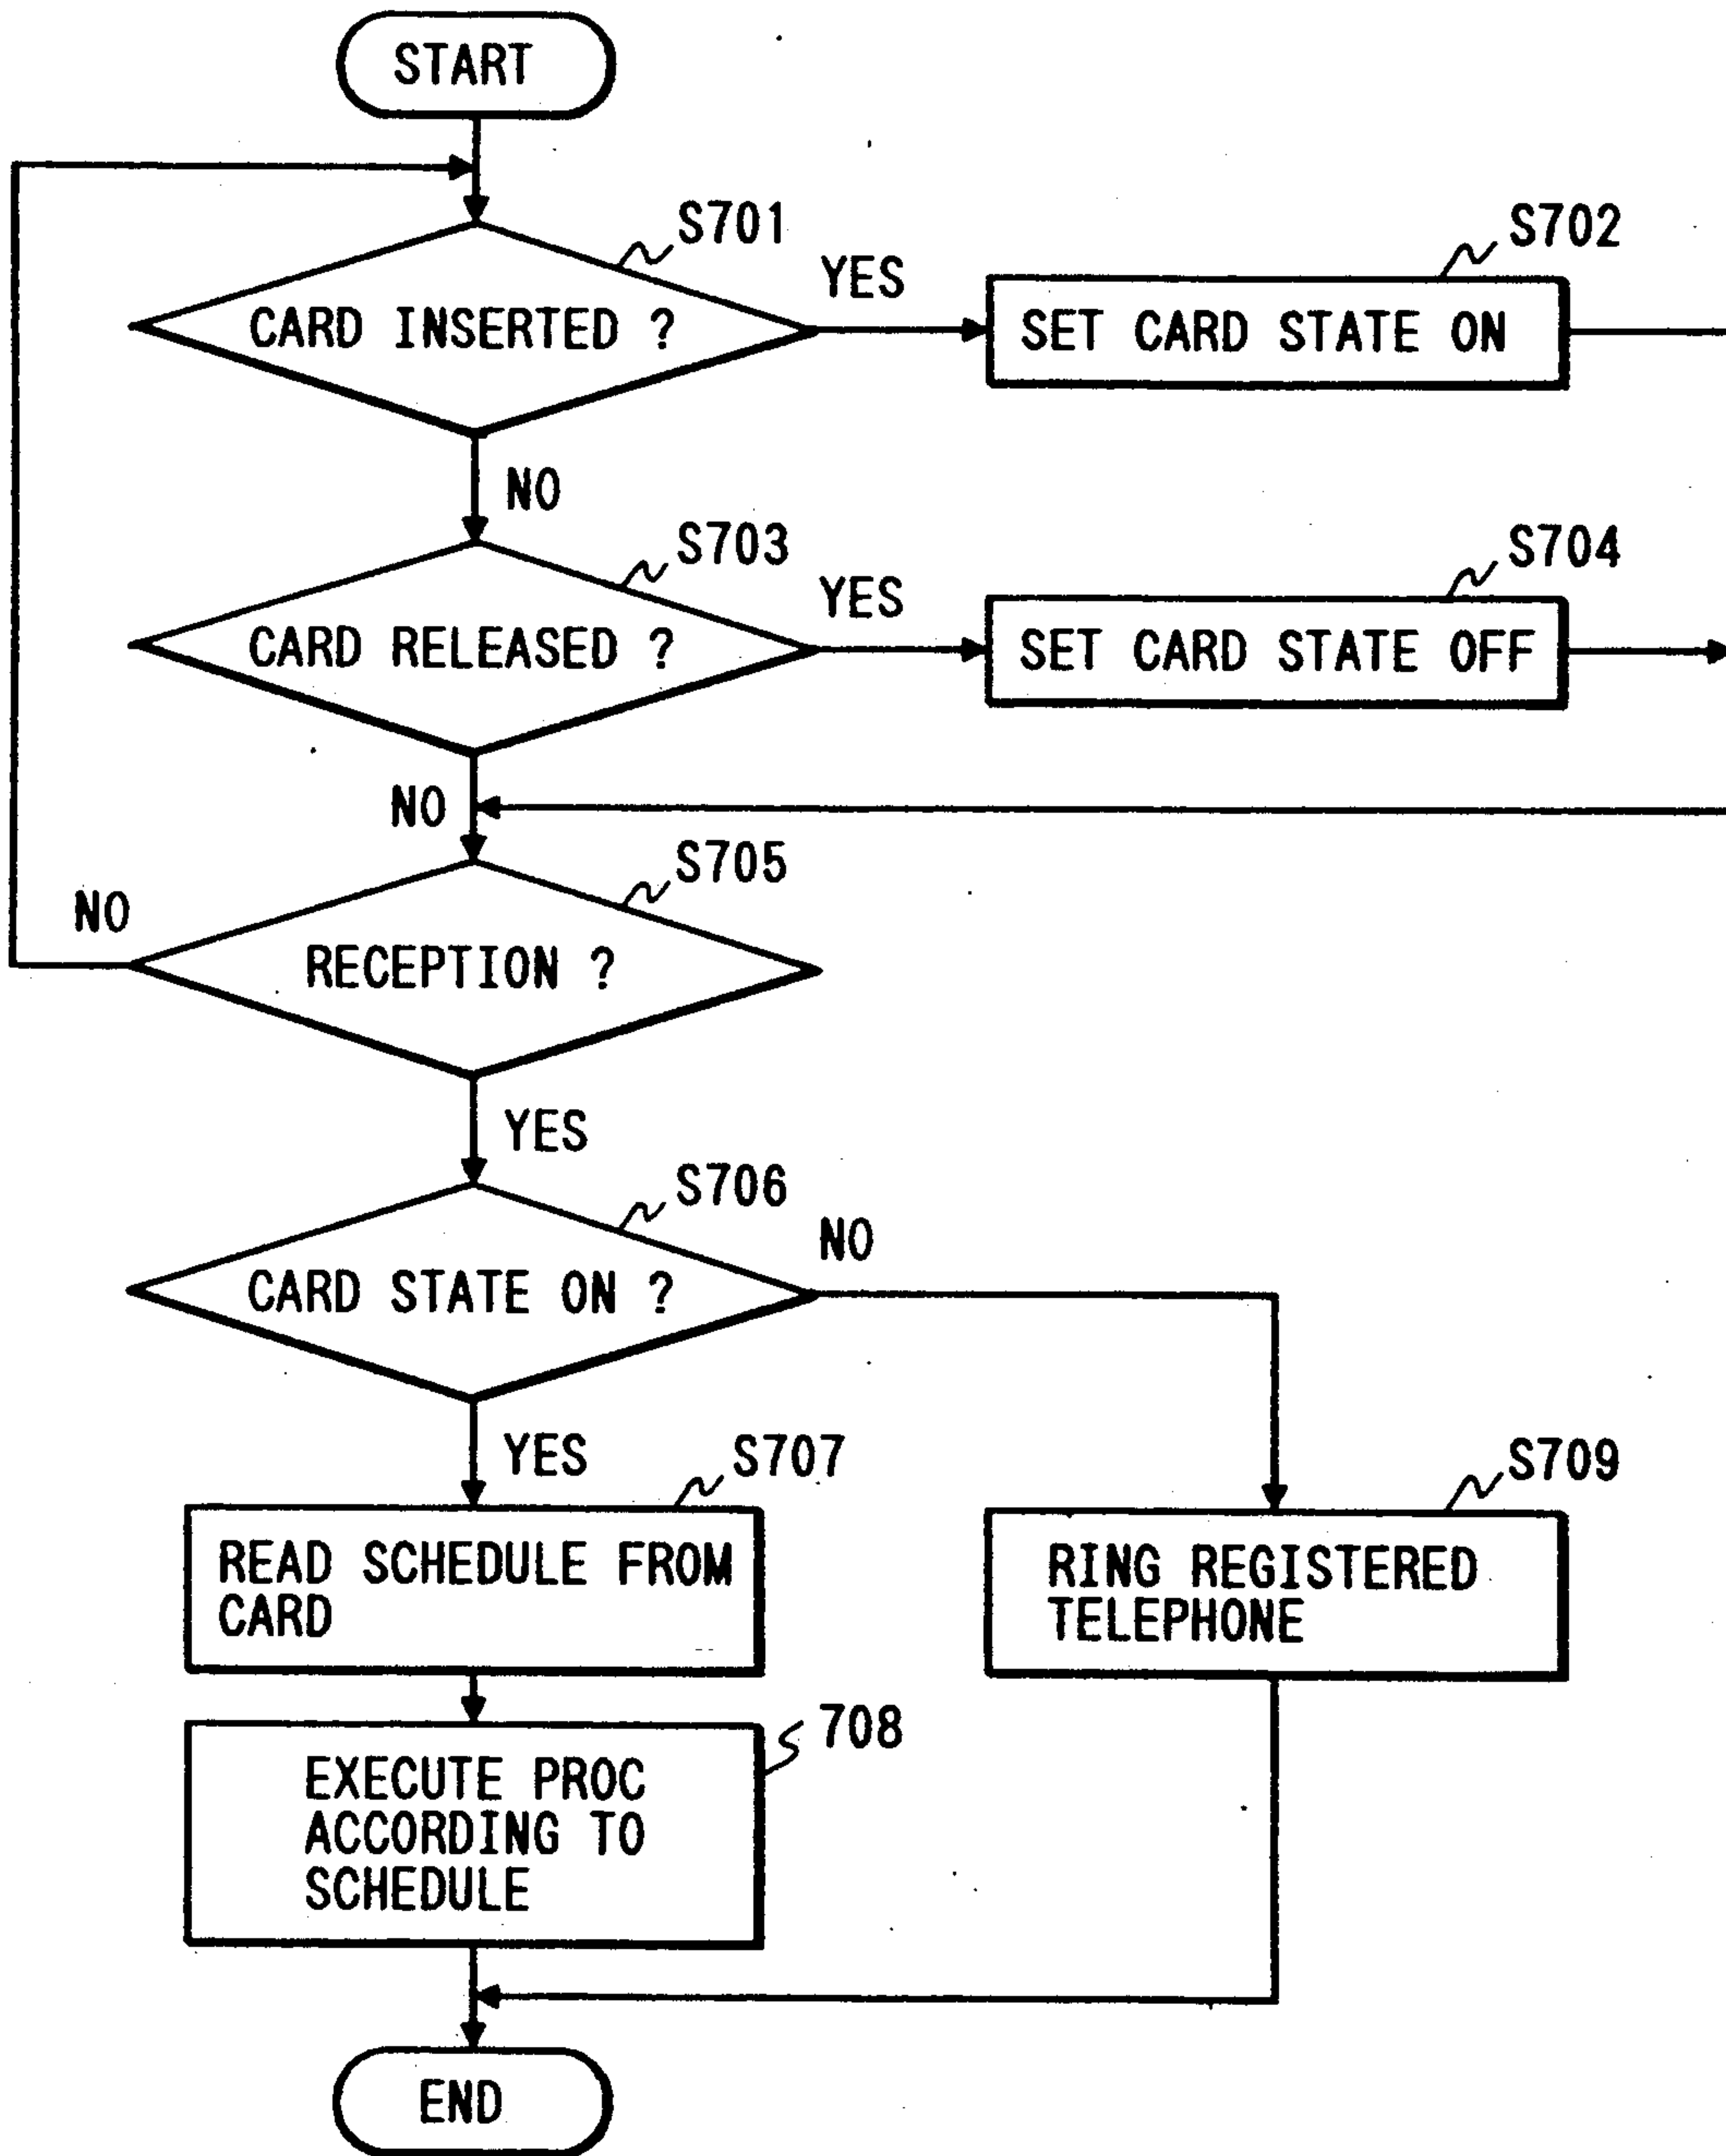 START
S701
CARD INSERTED ?
YES
S702
SET CARD STATE ON
NO
S703
CARD RELEASED ?
YES
S704
SET CARD STATE OFF
NO
S705
RECEPTION ?
NO
YES
S706
CARD STATE ON ?
NO
YES
S707
READ SCHEDULE FROM
CARD
S709
RING REGISTERED
TELEPHONE
708
EXECUTE PROC
ACCORDING TO
SCHEDULE
END